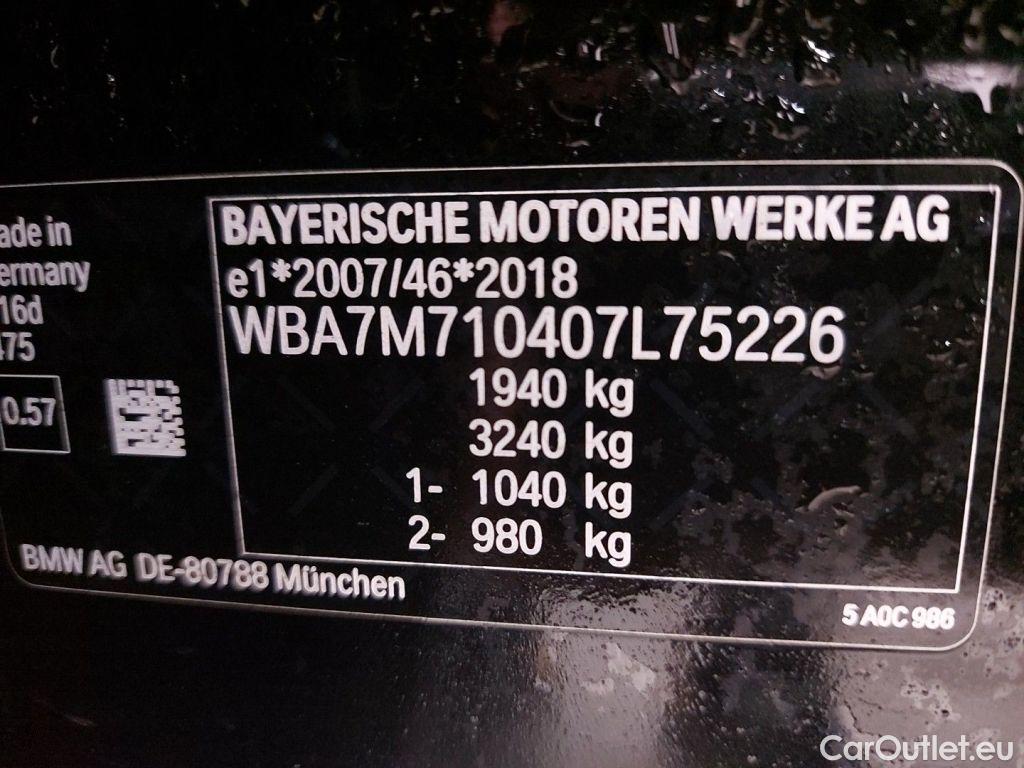 ade in
ermany
16d
475
0.57
BAYERISCHE MOTOREN WERKE AG
e1*2007/46*2018
WBA7M710407L75226
1940 kg
3240 kg
1- 1040 kg
2- 980 kg
BMW AG DE-80788 München
5 A0C 986
CarOutlet.eu